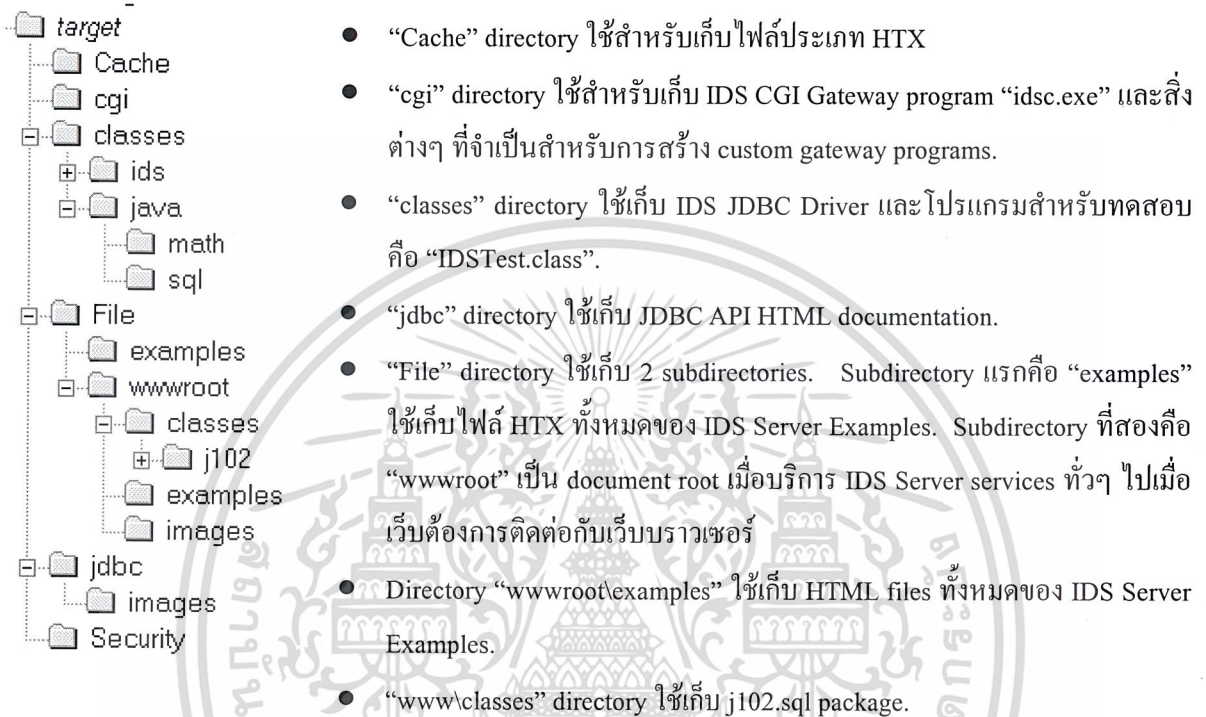 target
Cache
cgi
classes
ids
java
math
sql
File
examples
wwwroot
classes
j102
examples
images
jdbc
images
Security
● “Cache” directory ใช้สำหรับเก็บไฟล์ประเภท HTX
● “cgi” directory ใช้สำหรับเก็บ IDS CGI Gateway program “idsc.exe” และสิ่ง
ต่างๆ ที่จำเป็นสำหรับการสร้าง custom gateway programs.
● “classes” directory ใช้เก็บ IDS JDBC Driver และโปรแกรมสำหรับทดสอบ
คือ “IDSTest.class”.
● “jdbc” directory ใช้เก็บ JDBC API HTML documentation.
● “File” directory ใช้เก็บ 2 subdirectories. Subdirectory แรกคือ “examples”
ใช้เก็บไฟล์ HTX ทั้งหมดของ IDS Server Examples. Subdirectory ที่สองคือ
“wwwroot” เป็น document root เมื่อบริการ IDS Server services ทั่วๆ ไปเมื่อ
เว็บต้องการติดต่อกับเว็บบราวเซอร์
● Directory “wwwroot\examples” ใช้เก็บ HTML files ทั้งหมดของ IDS Server
Examples.
● “www\classes” directory ใช้เก็บ j102.sql package.